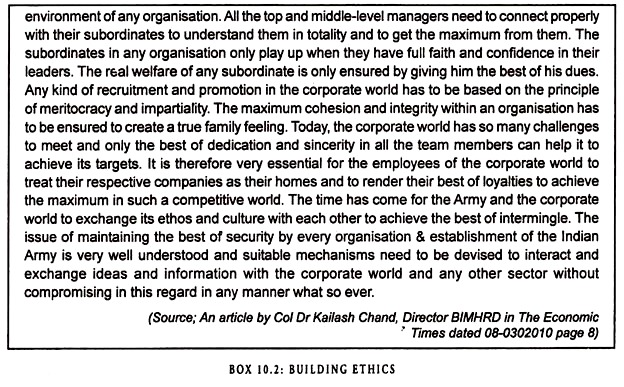 environment of any organisation. All the top and middle-level managers need to connect properly
with their subordinates to understand them in totality and to get the maximum from them. The
subordinates in any organisation only play up when they have full faith and confidence in their
leaders. The real welfare of any subordinate is only ensured by giving him the best of his dues.
Any kind of recruitment and promotion in the corporate world has to be based on the principle
of meritocracy and impartiality. The maximum cohesion and integrity within an organisation has
to be ensured to create a true family feeling. Today, the corporate world has so many challenges
to meet and only the best of dedication and sincerity in all the team members can help it to
achieve its targets. It is therefore very essential for the employees of the corporate world to
treat their respective companies as their homes and to render their best of loyalties to achieve
the maximum in such a competitive world. The time has come for the Army and the corporate
world to exchange its ethos and culture with each other to achieve the best of intermingle. The
issue of maintaining the best of security by every organisation & establishment of the Indian
Army is very well understood and suitable mechanisms need to be devised to interact and
exchange ideas and information with the corporate world and any other sector without
compromising in this regard in any manner what so ever.
(Source; An article by Col Dr Kailash Chand, Director BIMHRD in The Economic
Times dated 08-0302010 page 8)
BOX 10.2: BUILDING ETHICS